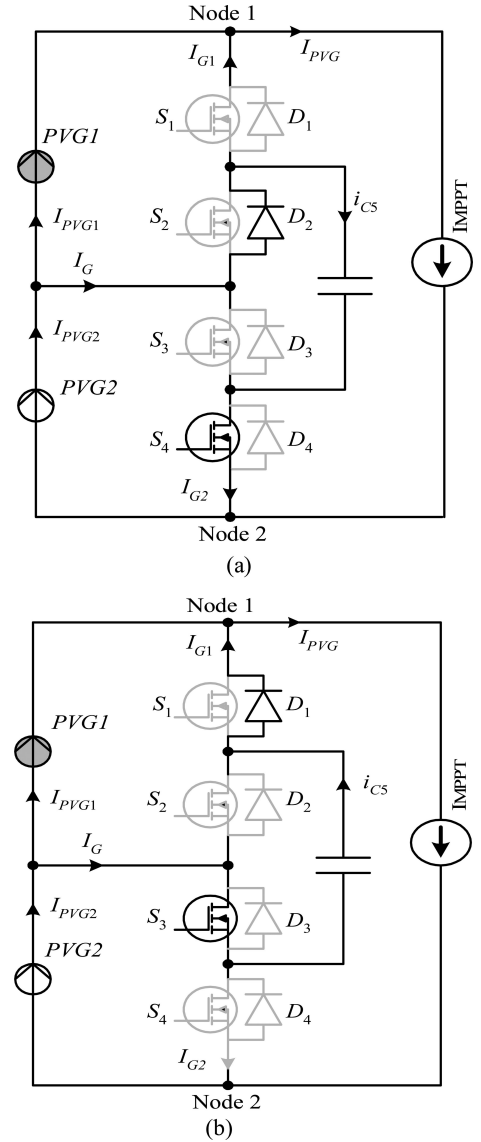 Node 1
I_G1
I_PVG
S_1
D_1
PVG1
I_PVG1
S_2
D_2
i_C5
I_MPPT
I_G
I_PVG2
S_3
D_3
PVG2
S_4
D_4
I_G2
Node 2
(a)
Node 1
I_G1
I_PVG
S_1
D_1
PVG1
I_PVG1
S_2
D_2
i_C5
I_MPPT
I_G
I_PVG2
S_3
D_3
PVG2
S_4
D_4
I_G2
Node 2
(b)